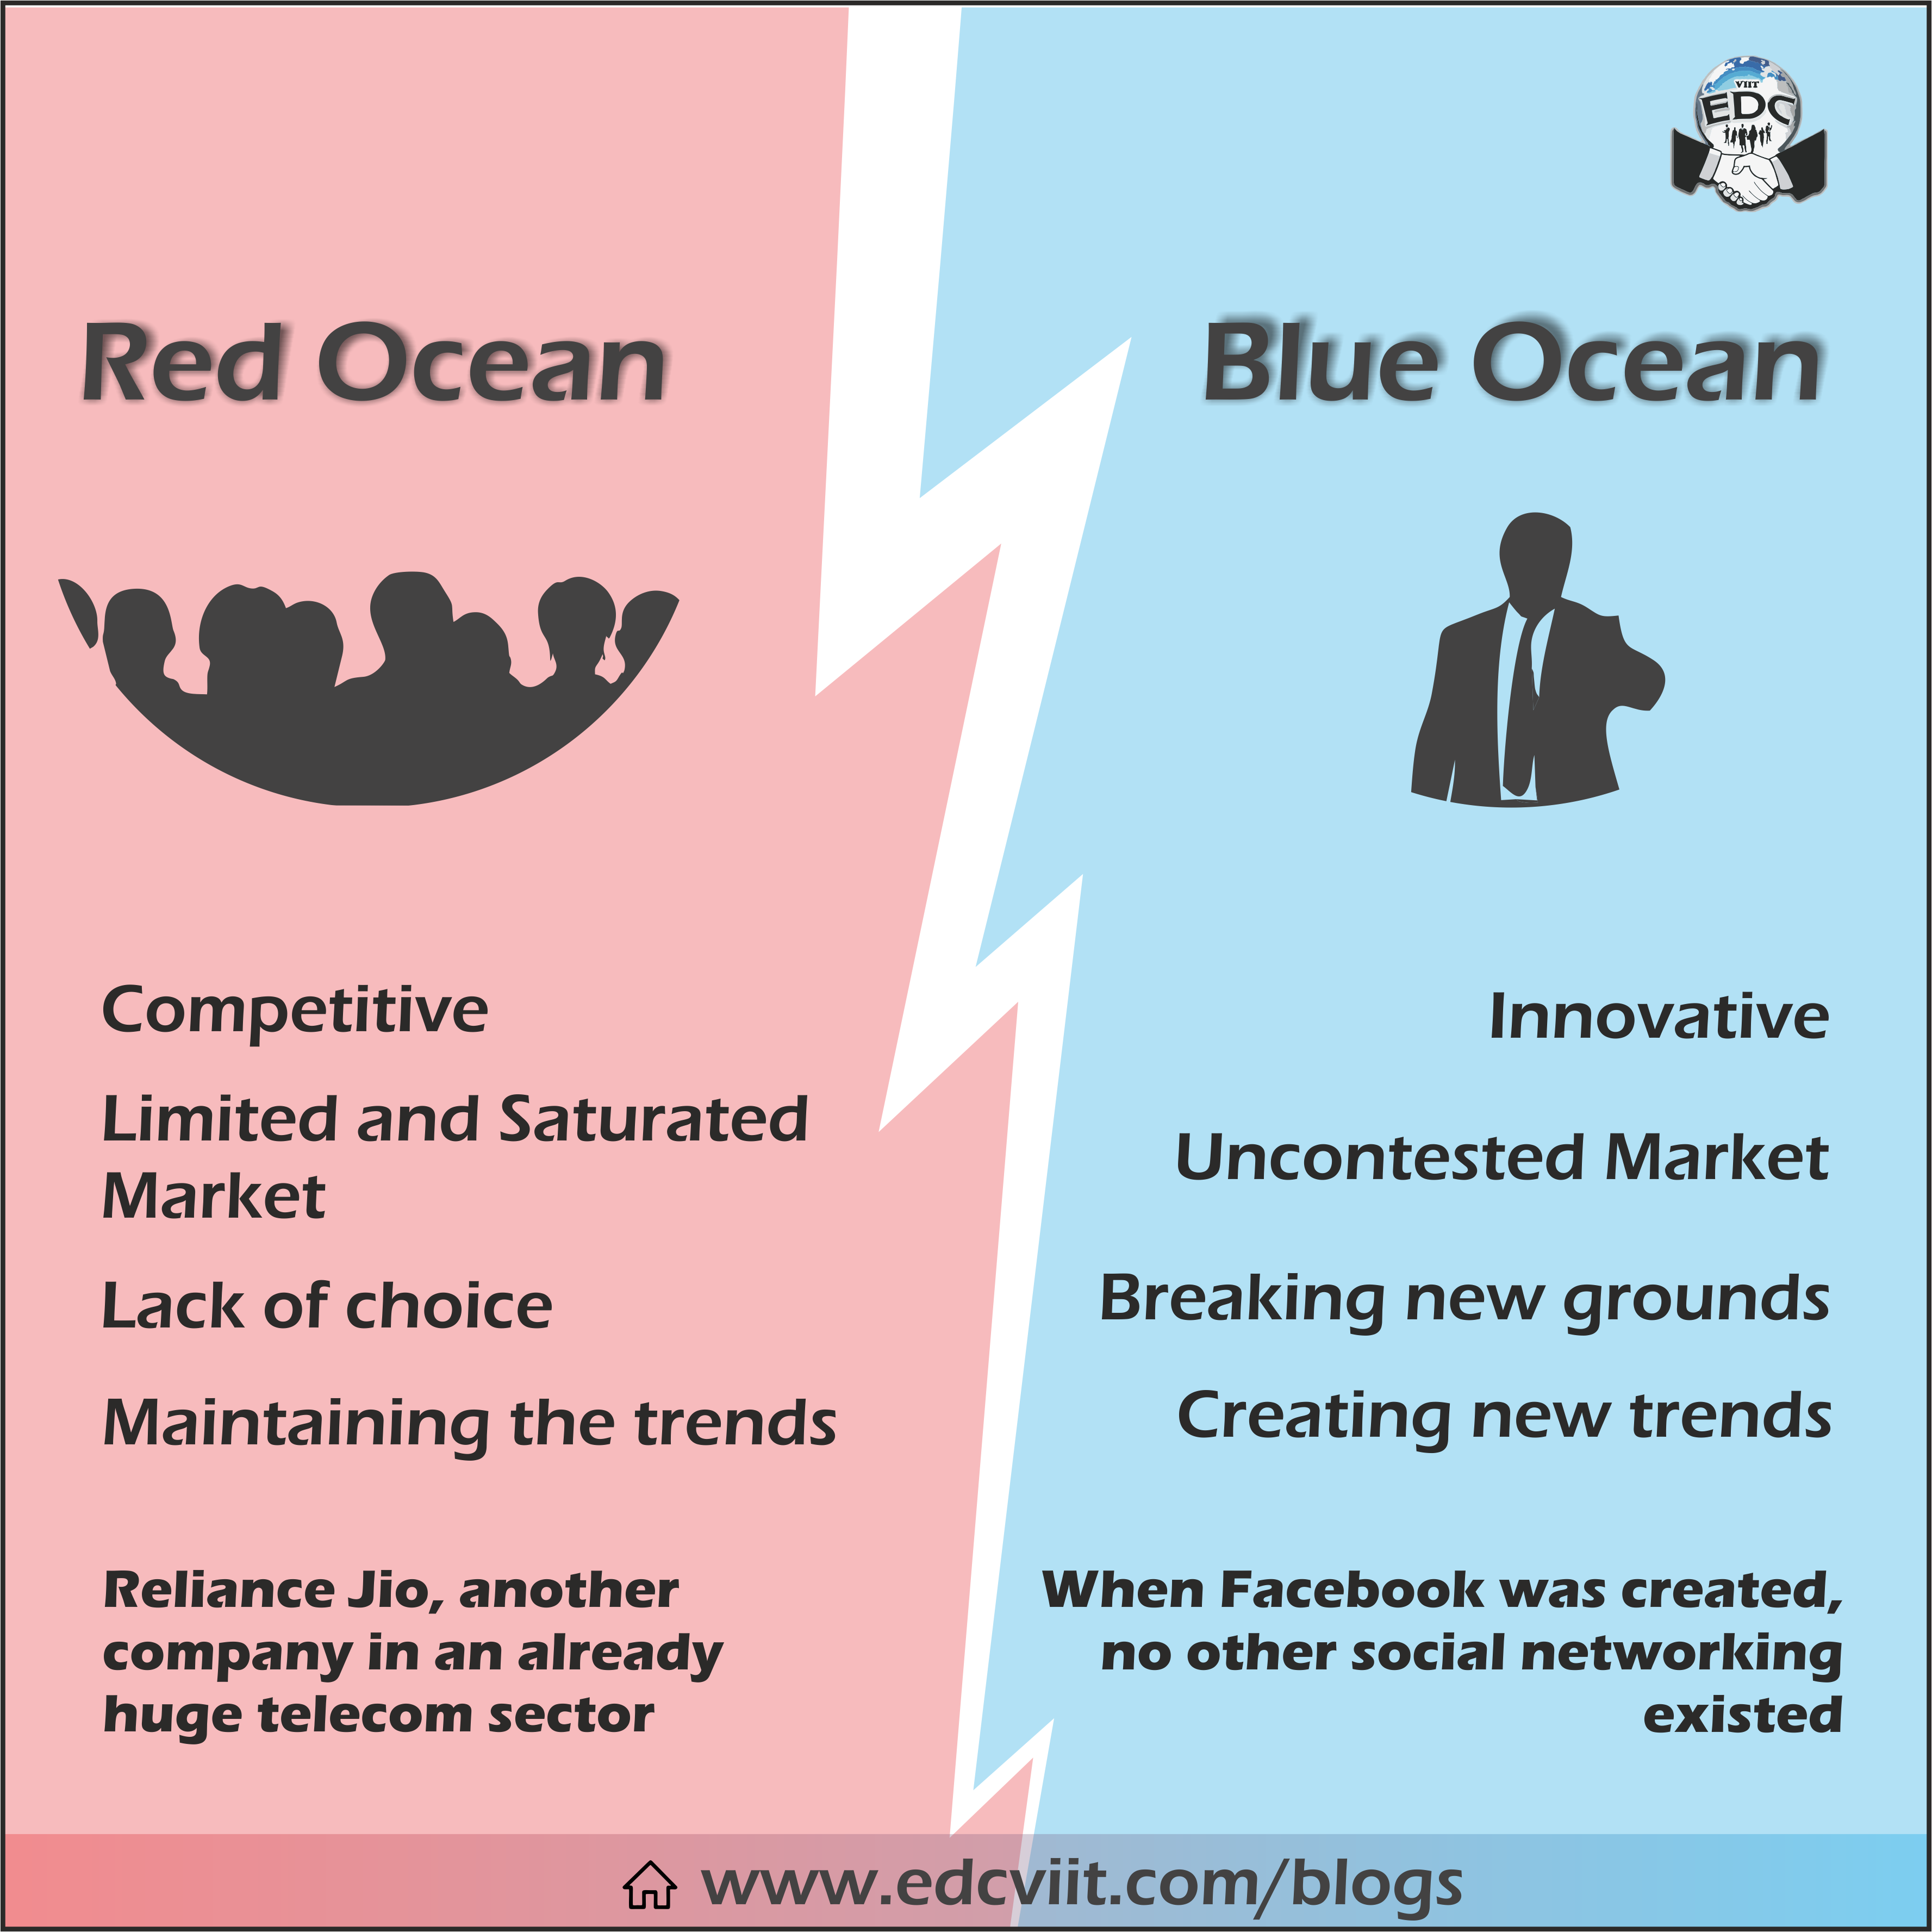 VIIT
EDC
Red Ocean
Blue Ocean
Competitive
Limited and Saturated
Market
Lack of choice
Maintaining the trends
Innovative
Uncontested Market
Breaking new grounds
Creating new trends
Reliance Jio, another
company in an already
huge telecom sector
When Facebook was created,
no other social networking
existed
www.edcviit.com/blogs